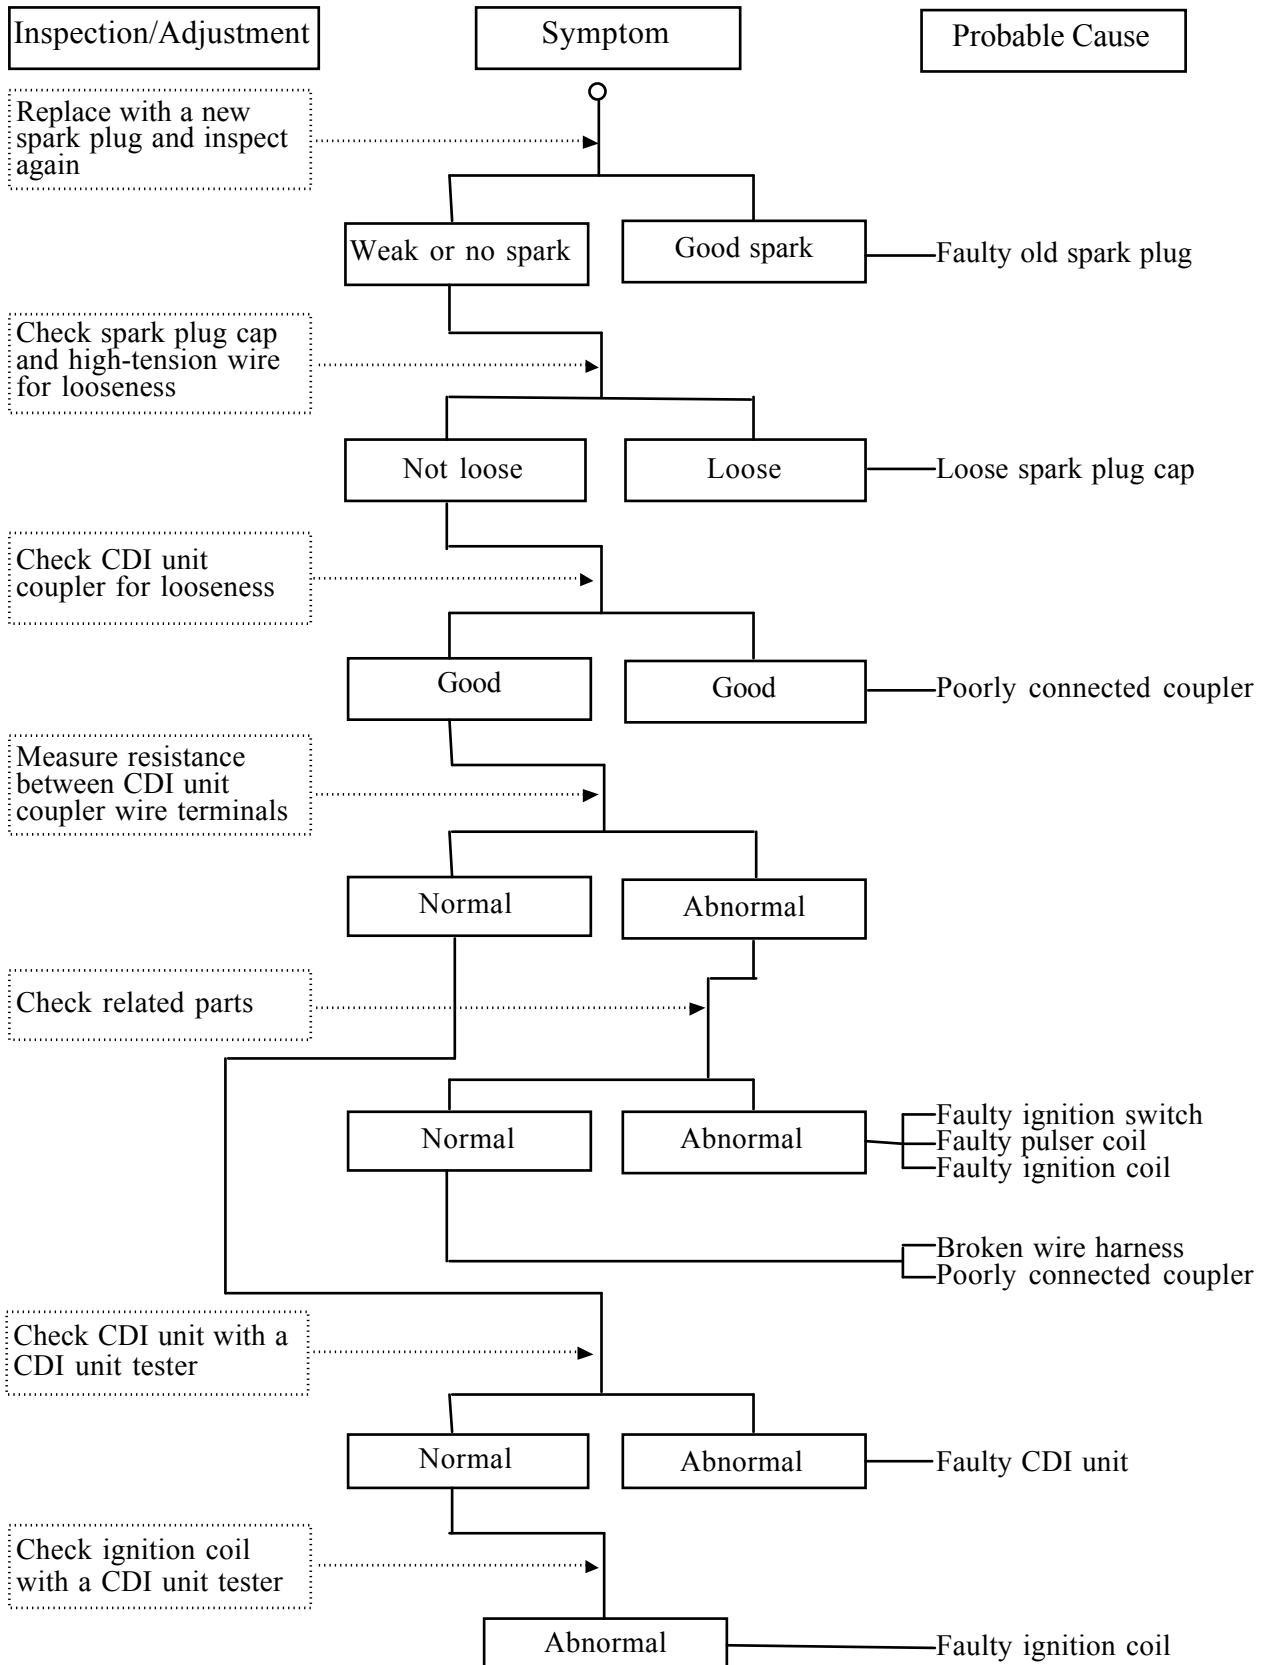 Inspection/Adjustment
Symptom
Probable Cause
Replace with a new
spark plug and inspect
again
Weak or no spark
Good spark
Faulty old spark plug
Check spark plug cap
and high-tension wire
for looseness
Not loose
Loose
Loose spark plug cap
Check CDI unit
coupler for looseness
Good
Good
Poorly connected coupler
Measure resistance
between CDI unit
coupler wire terminals
Normal
Abnormal
Check related parts
Normal
Abnormal
Faulty ignition switch
Faulty pulser coil
Faulty ignition coil
Broken wire harness
Poorly connected coupler
Check CDI unit with a
CDI unit tester
Normal
Abnormal
Faulty CDI unit
Check ignition coil
with a CDI unit tester
Abnormal
Faulty ignition coil